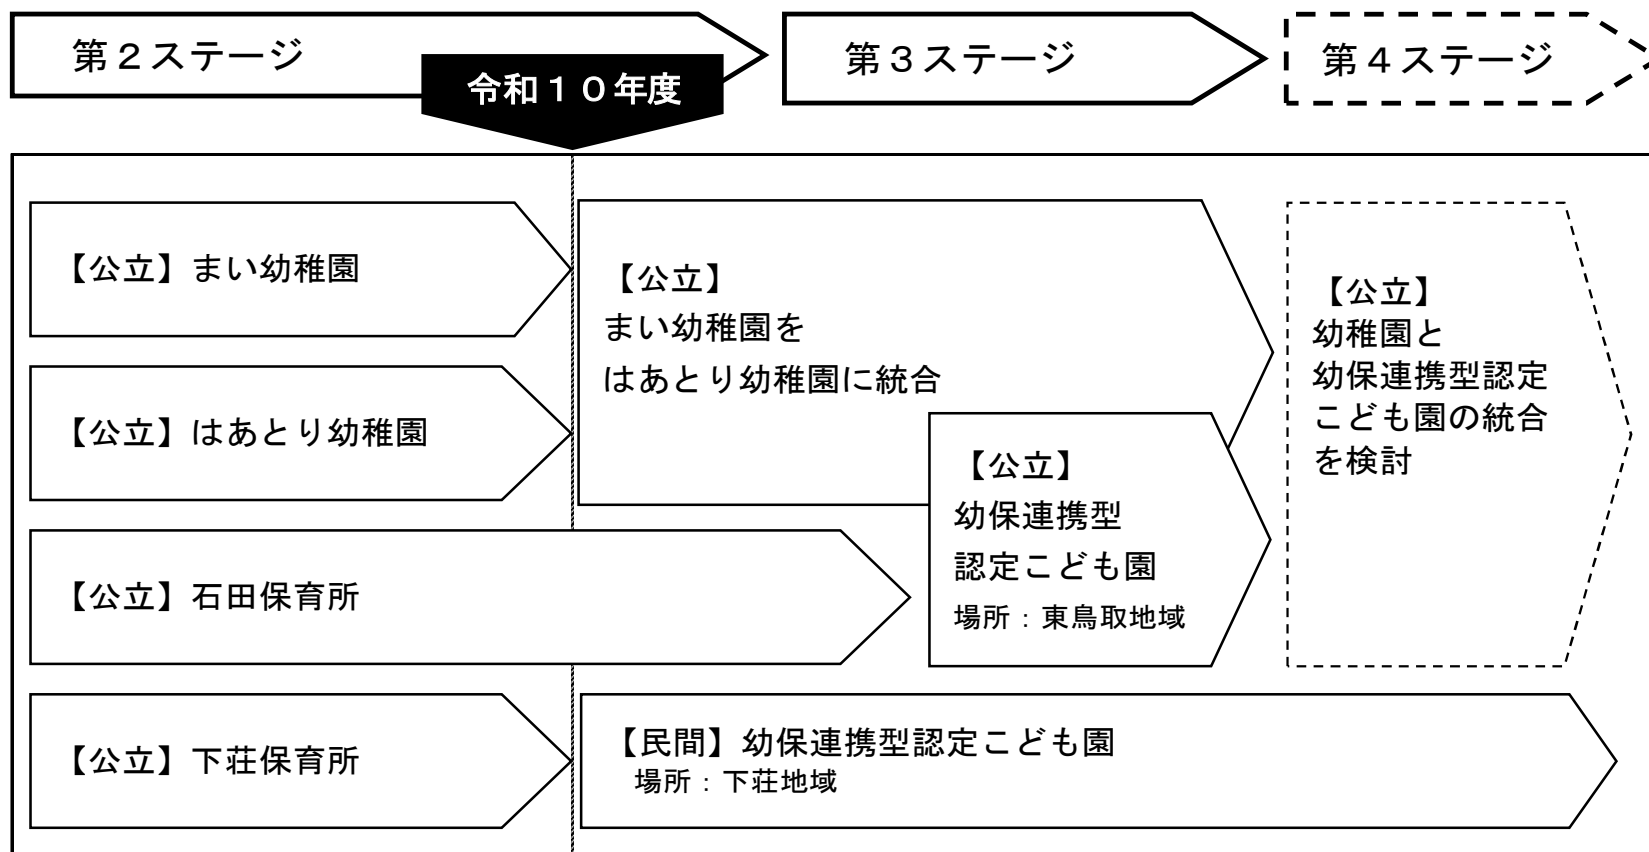 第２ステージ
令和１０年度
第３ステージ
第４ステージ
【公立】まい幼稚園
【公立】はあとり幼稚園
【公立】石田保育所
【公立】下荘保育所
【公立】
まい幼稚園を
はあとり幼稚園に統合
【公立】
幼保連携型
認定こども園
場所：東鳥取地域
【民間】幼保連携型認定こども園
場所：下荘地域
【公立】
幼稚園と
幼保連携型認定
こども園の統合
を検討